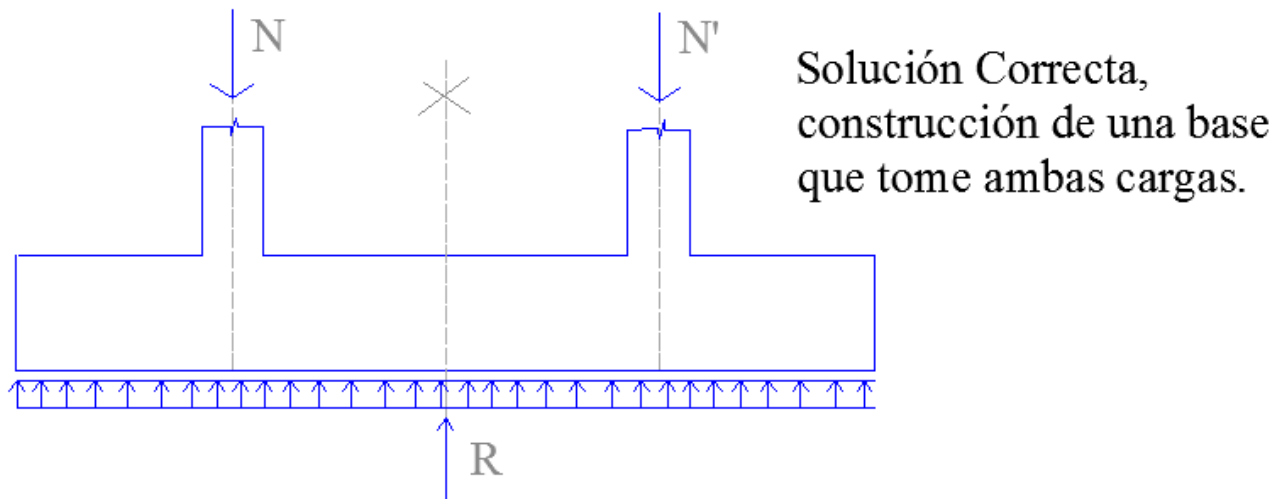 N
N'
Solución Correcta,
construcción de una base
que tome ambas cargas.
R